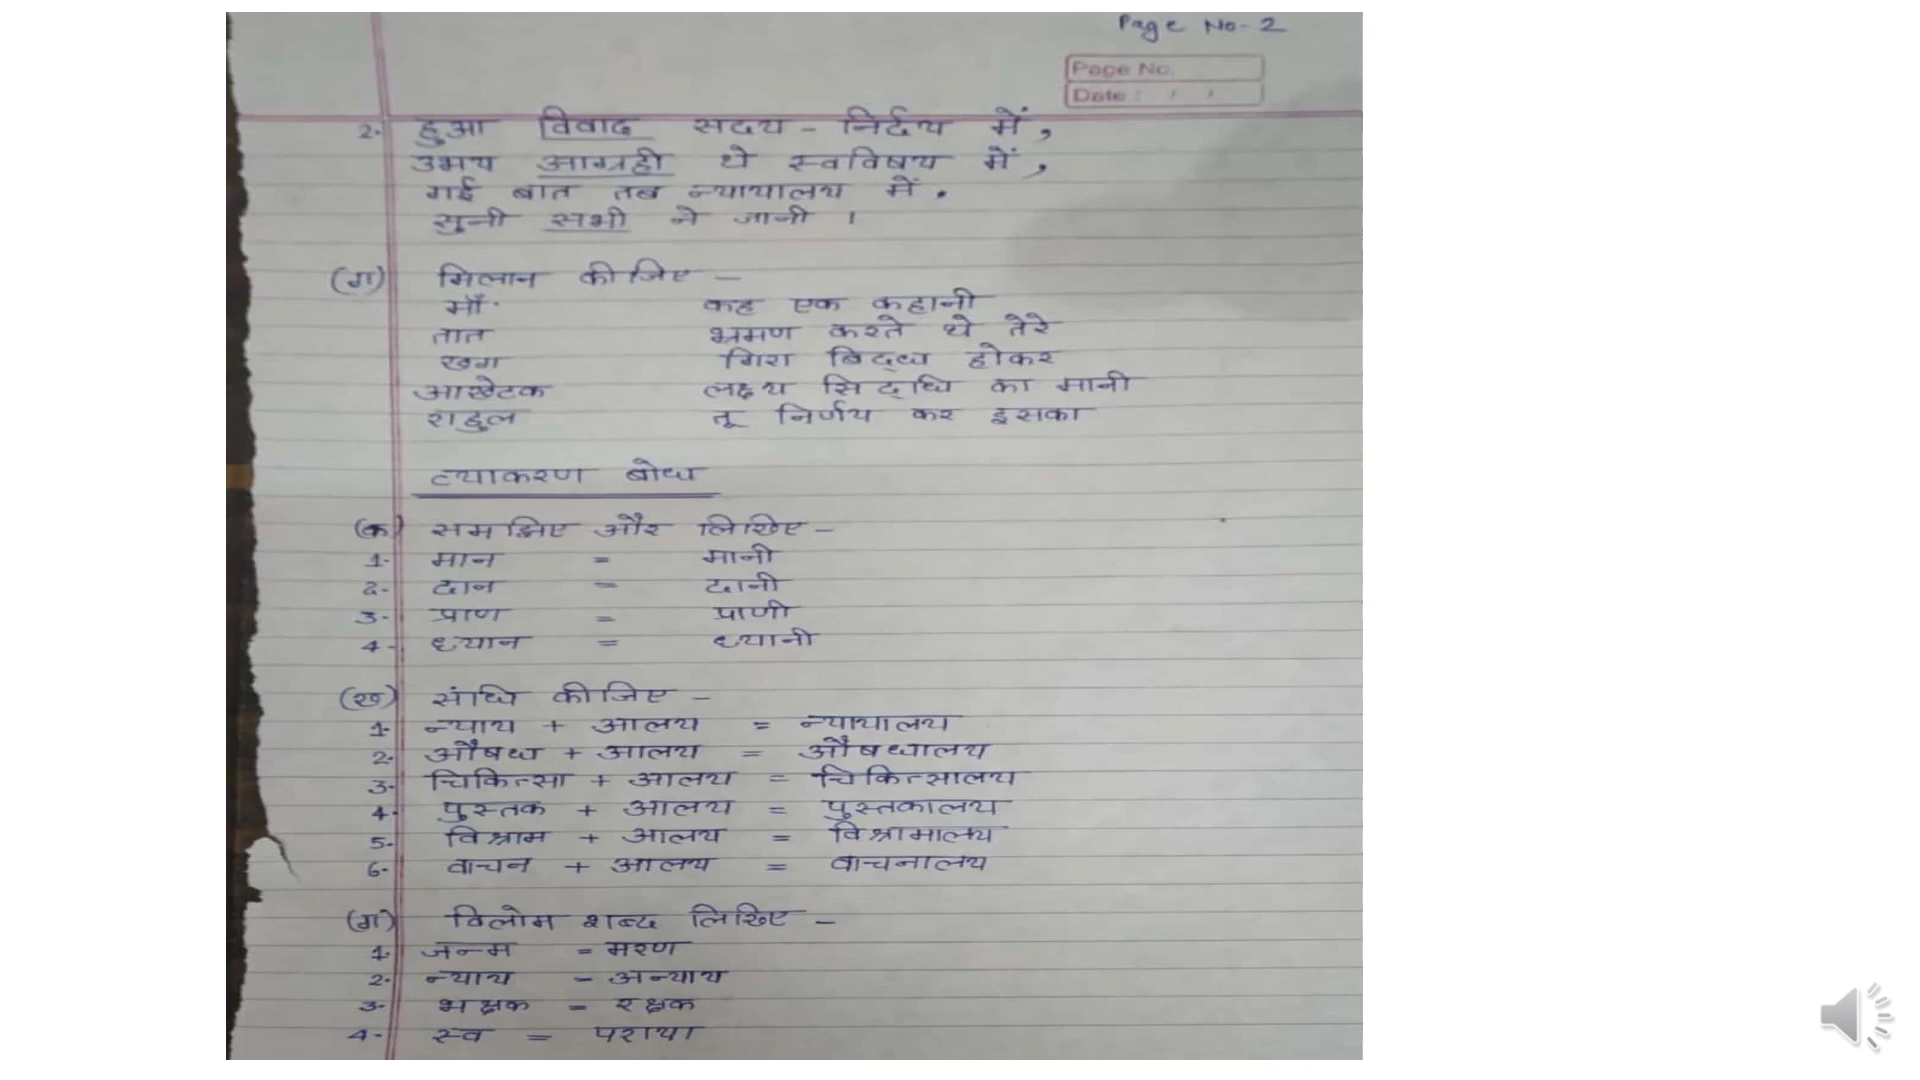 Page No- 2
Page No.
Date : / /
2. हुआ विवाद सदय - निर्दय में,
उभय आग्रही थे स्वविषय में,
गई बात तब न्यायालय में.
सुनी सभी ने जानी ।
(ग) मिलान कीजिए -
माँ कह एक कहानी
तात भ्रमण करते थे तेरे
खग गिरा बिद्ध होकर
आखेटक लक्ष्य सिद्धि का मानी
राहुल तू निर्णय कर इसका
व्याकरण बोध
(क) समझिए और लिखिए -
1. मान = मानी
2. दान = दानी
3. प्राण = प्राणी
4. ध्यान = ध्यानी
(ख) संधि कीजिए -
1. न्याय + आलय = न्यायालय
2. औषध + आलय = औषधालय
3. चिकित्सा + आलय = चिकित्सालय
4. पुस्तक + आलय = पुस्तकालय
5. विश्राम + आलय = विश्रामालय
6. वाचन + आलय = वाचनालय
(ग) विलोम शब्द लिखिए -
1. जन्म = मरण
2. न्याय - अन्याय
3. भक्षक = रक्षक
4. स्व = पराया